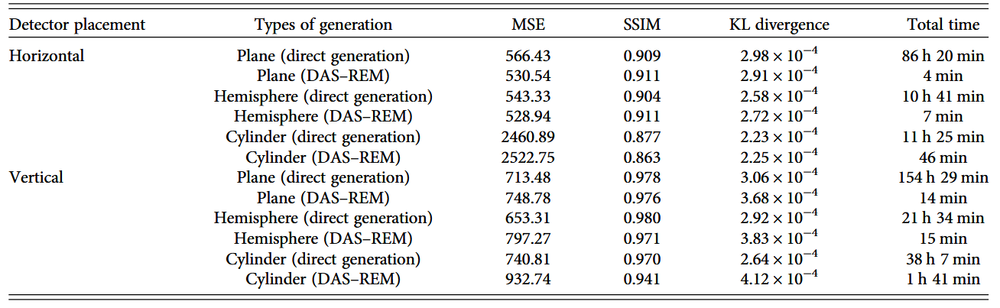 Detector placement Types of generation MSE SSIM KL divergence Total time
Horizontal Plane (direct generation) 566.43 0.909 2.98 × 10⁻⁴ 86 h 20 min
Plane (DAS–REM) 530.54 0.911 2.91 × 10⁻⁴ 4 min
Hemisphere (direct generation) 543.33 0.904 2.58 × 10⁻⁴ 10 h 41 min
Hemisphere (DAS–REM) 528.94 0.911 2.72 × 10⁻⁴ 7 min
Cylinder (direct generation) 2460.89 0.877 2.23 × 10⁻⁴ 11 h 25 min
Cylinder (DAS–REM) 2522.75 0.863 2.25 × 10⁻⁴ 46 min
Vertical Plane (direct generation) 713.48 0.978 3.06 × 10⁻⁴ 154 h 29 min
Plane (DAS–REM) 748.78 0.976 3.68 × 10⁻⁴ 14 min
Hemisphere (direct generation) 653.31 0.980 2.92 × 10⁻⁴ 21 h 34 min
Hemisphere (DAS–REM) 797.27 0.971 3.83 × 10⁻⁴ 15 min
Cylinder (direct generation) 740.81 0.970 2.64 × 10⁻⁴ 38 h 7 min
Cylinder (DAS–REM) 932.74 0.941 4.12 × 10⁻⁴ 1 h 41 min